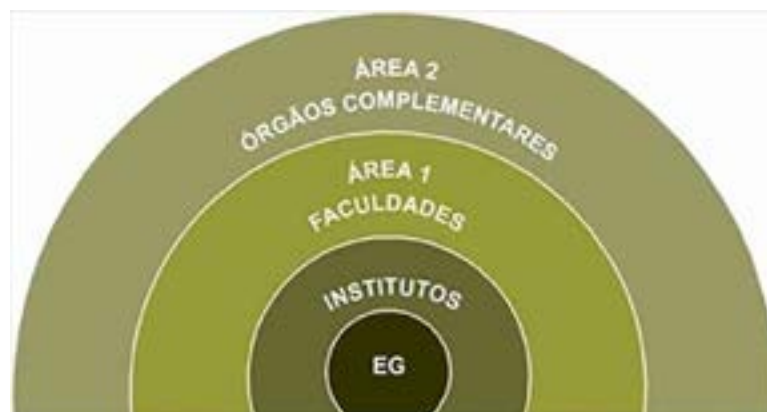 ÁREA 2
ÓRGÃOS COMPLEMENTARES
ÁREA 1
FACULDADES
INSTITUTOS
EG